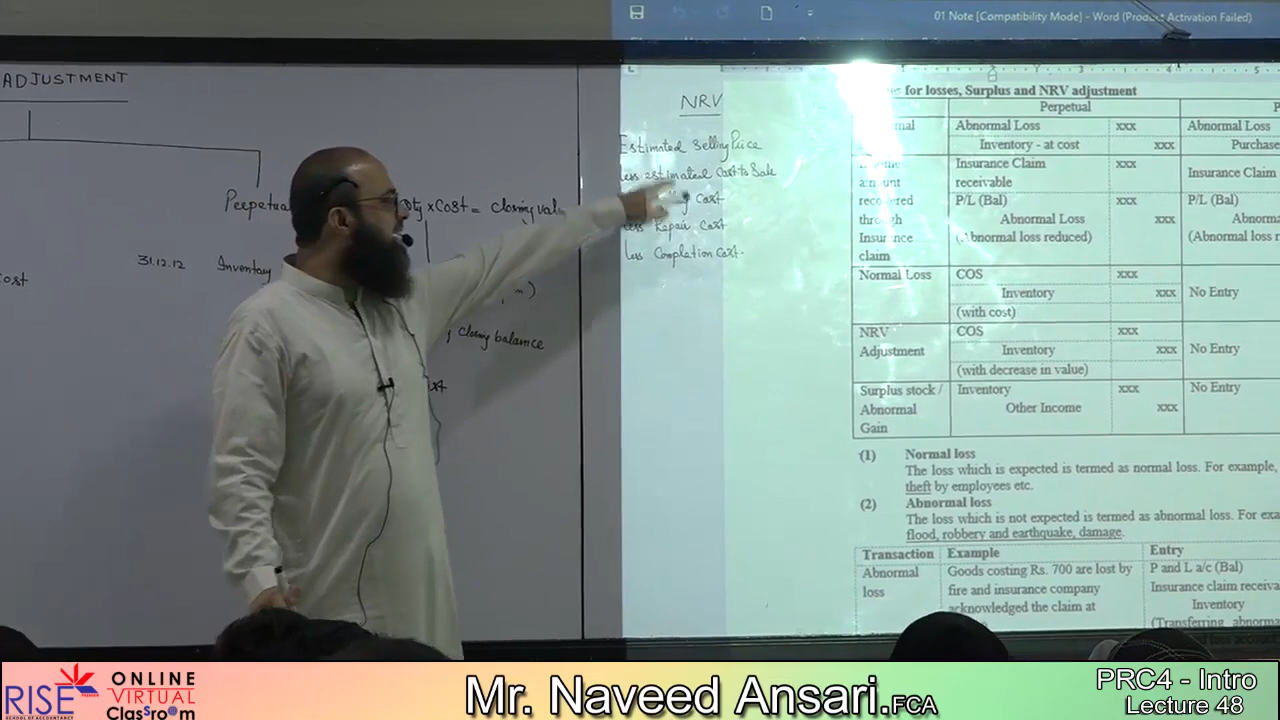 01 Note [Compatibility Mode] - Word (Product Activation Failed)
ADJUSTMENT
Perpetual
Cost = closing
31.12.12 Inventory
closing balance
NRV
Estimated Selling Price
less estimated Cost to Sale
Cost
less Repair Cost
less Completion Cost.
for losses, Surplus and NRV adjustment
Perpetual
Abnormal Loss xxx Abnormal Loss
Inventory - at cost xxx Purchase
Insurance Claim receivable xxx Insurance Claim
amount recovered through Insurance claim
P/L (Bal) P/L (Bal)
Abnormal Loss xxx
(Abnormal loss reduced) (Abnormal loss
Normal Loss COS xxx No Entry
Inventory xxx
(with cost)
NRV Adjustment COS xxx No Entry
Inventory xxx
(with decrease in value)
Surplus stock / Abnormal Gain Inventory xxx No Entry
Other Income xxx
(1) Normal loss
The loss which is expected is termed as normal loss. For example,
theft by employees etc.
(2) Abnormal loss
The loss which is not expected is termed as abnormal loss. For
flood, robbery and earthquake, damage.
Transaction Example Entry
Abnormal loss Goods costing Rs. 700 are lost by P and L a/c (Bal)
fire and insurance company Insurance claim
acknowledged the claim at Inventory
RISE
PREMIER
SCHOOL OF ACCOUNTANCY
ONLINE
VIRTUAL
Classroom
Mr. Naveed Ansari.FCA
PRC4 - Intro
Lecture 48